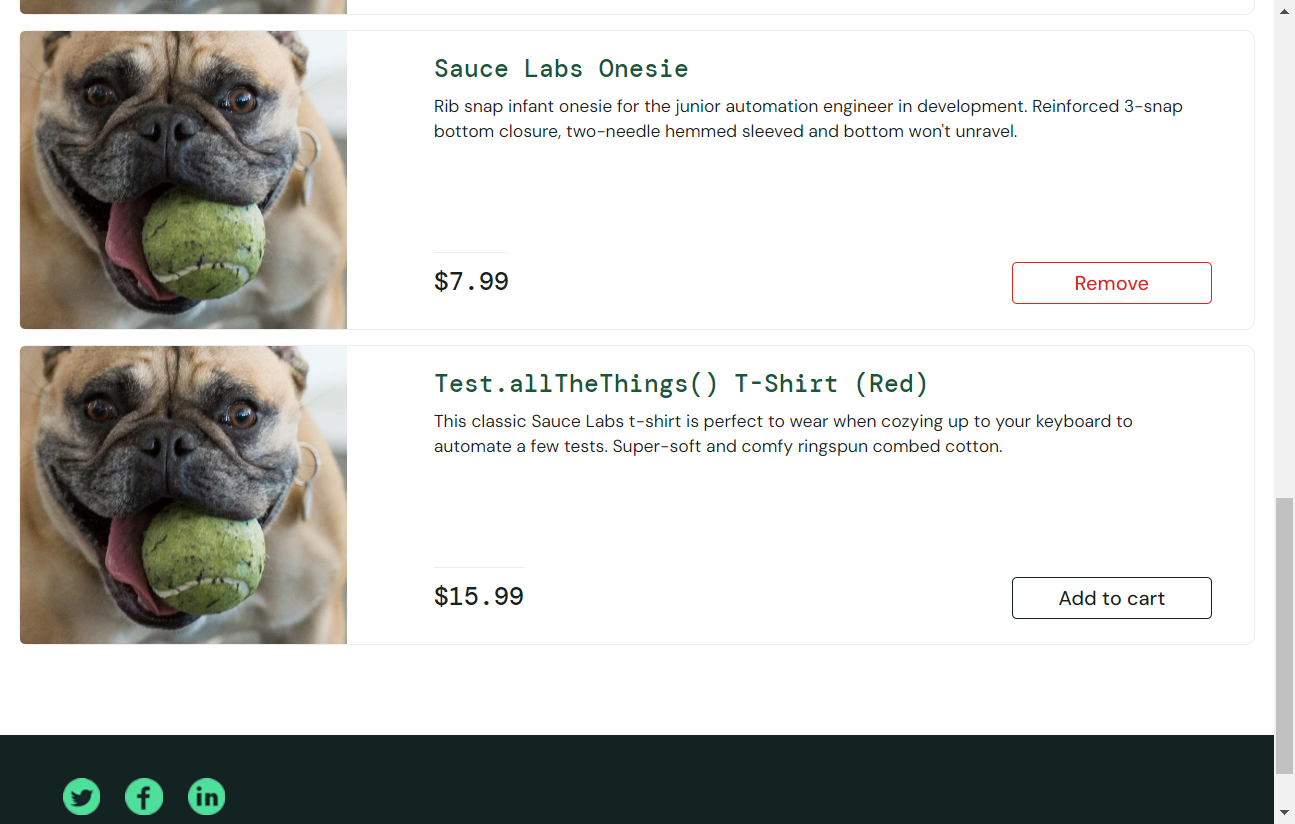 Sauce Labs Onesie
Rib snap infant onesie for the junior automation engineer in development. Reinforced 3-snap
bottom closure, two-needle hemmed sleeved and bottom won't unravel.
$7.99
Remove
Test.allTheThings() T-Shirt (Red)
This classic Sauce Labs t-shirt is perfect to wear when cozying up to your keyboard to
automate a few tests. Super-soft and comfy ringspun combed cotton.
$15.99
Add to cart